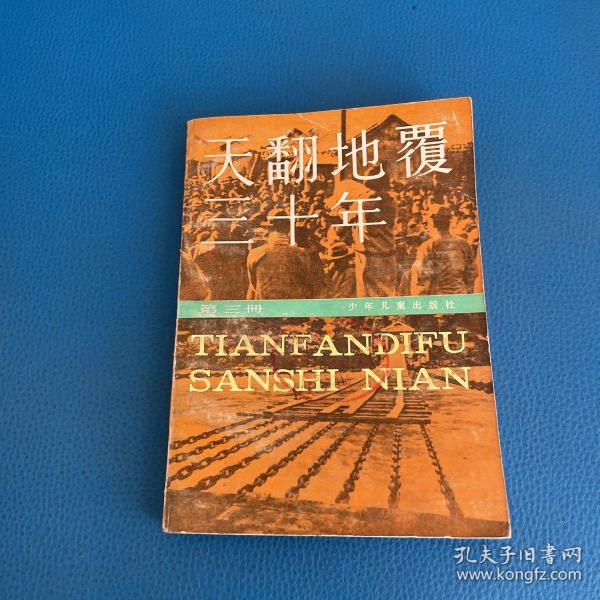 天翻地覆
三十年
第三册 少年儿童出版社
TIANFANDIFU
SANSHI NIAN
孔夫子旧书网
www.kongfz.com